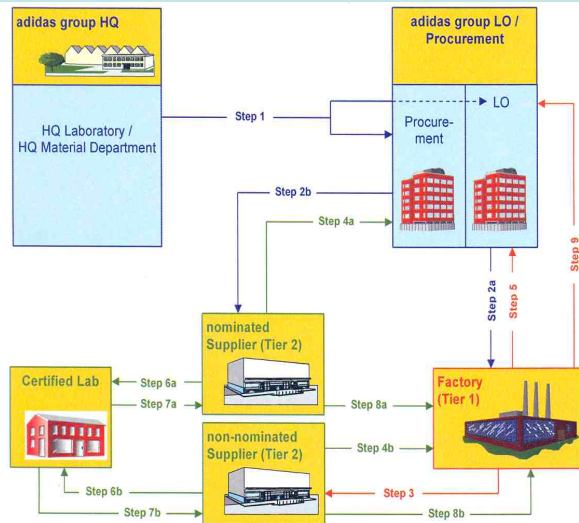 adidas group HQ
HQ Laboratory /
HQ Material Department
adidas group LO /
Procurement
Procure-
ment
LO
Step 1
Step 2b
Step 4a
Step 2a
Step 5
Step 9
nominated
Supplier (Tier 2)
Certified Lab
Step 6a
Step 7a
Step 8a
Factory
(Tier 1)
non-nominated
Supplier (Tier 2)
Step 4b
Step 6b
Step 7b
Step 3
Step 8b